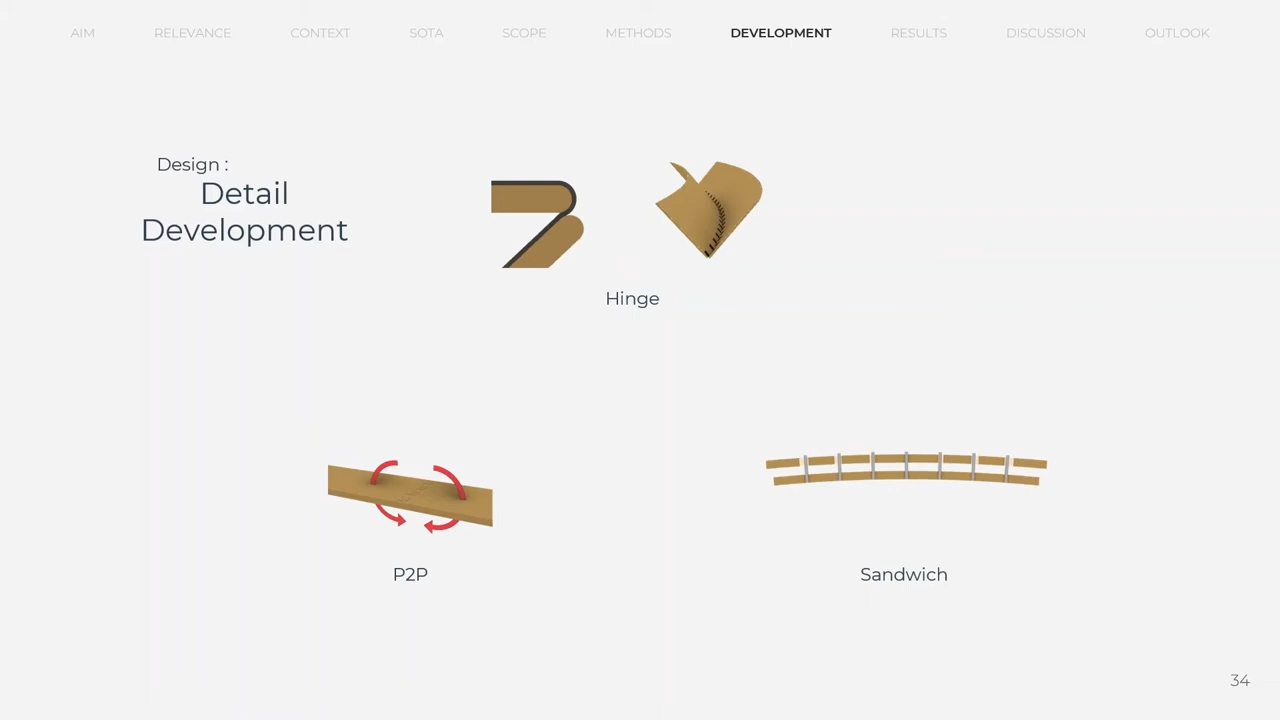 AIM RELEVANCE CONTEXT SOTA SCOPE METHODS DEVELOPMENT RESULTS DISCUSSION OUTLOOK
Design :
Detail
Development
Hinge
P2P
Sandwich
34